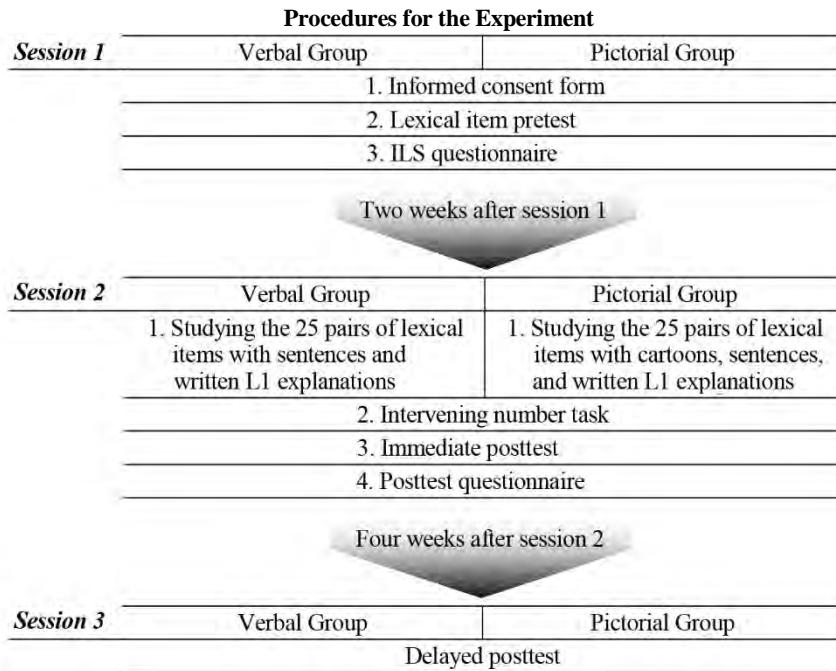 Procedures for the Experiment
Session 1 Verbal Group Pictorial Group
1. Informed consent form
2. Lexical item pretest
3. ILS questionnaire
Two weeks after session 1
Session 2 Verbal Group Pictorial Group
1. Studying the 25 pairs of lexical
items with sentences and
written L1 explanations
1. Studying the 25 pairs of lexical
items with cartoons, sentences,
and written L1 explanations
2. Intervening number task
3. Immediate posttest
4. Posttest questionnaire
Four weeks after session 2
Session 3 Verbal Group Pictorial Group
Delayed posttest